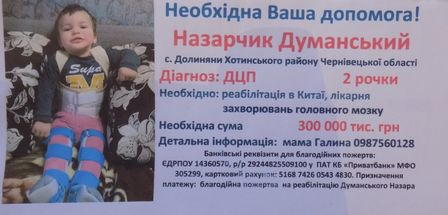 Необхідна Ваша допомога!
Назарчик Думанський
с. Долиняни Хотинського району Чернівецької області
Діагноз: ДЦП 2 рочки
Необхідно: реабілітація в Китаї, лікарня
захворювань головного мозку
Необхідна сума 300 000 тис. грн
Детальна інформація: мама Галина 0987560128
Банківські реквізити для благодійних пожертв:
ЄДРПОУ 14360570, р/р 29244825509100 у ПАТ КБ «Приватбанк» МФО
305299, картковий рахунок: 5168 7426 0543 4830. Призначення
платежу: благодійна пожертва на реабілітацію Думанського Назара
Supe